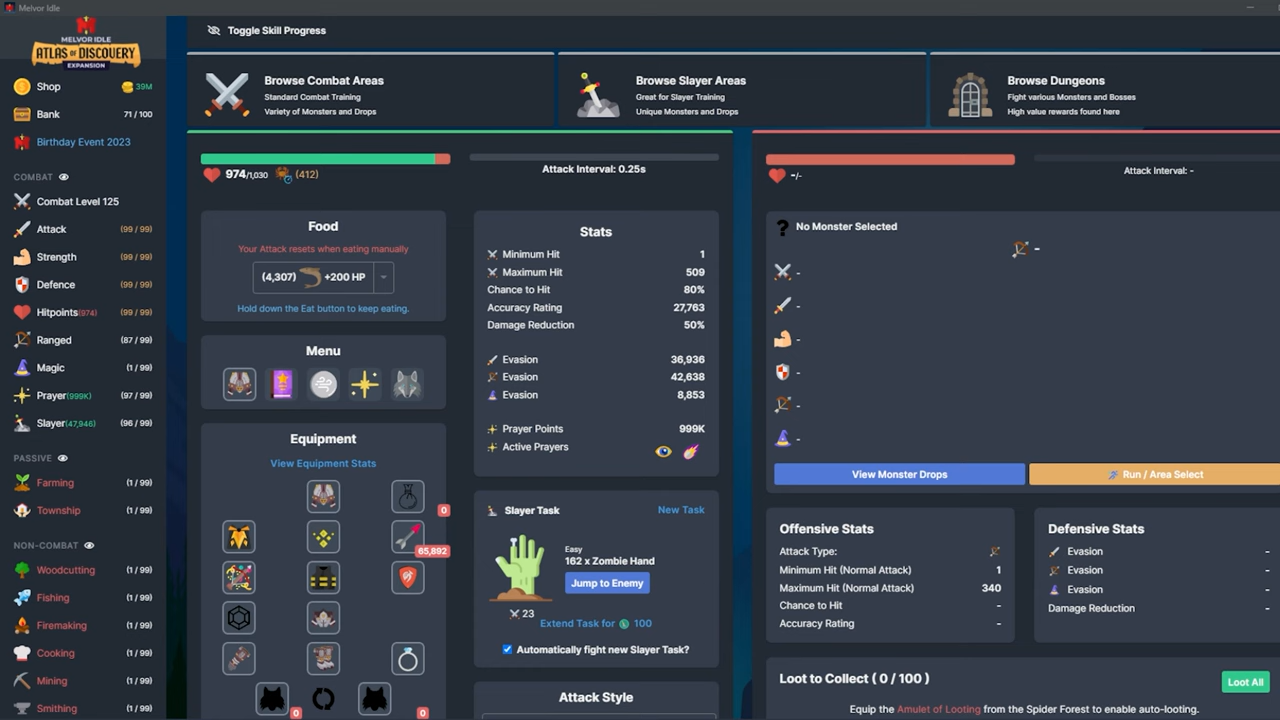 Melvor Idle
MELVOR IDLE
ATLAS OF DISCOVERY
EXPANSION
Shop 39M
Bank 71 / 100
Birthday Event 2023
COMBAT
Combat Level 125
Attack (99 / 99)
Strength (99 / 99)
Defence (99 / 99)
Hitpoints(974) (99 / 99)
Ranged (87 / 99)
Magic (1 / 99)
Prayer(999K) (97 / 99)
Slayer(47,946) (96 / 99)
PASSIVE
Farming (1 / 99)
Township (1 / 99)
NON-COMBAT
Woodcutting (1 / 99)
Fishing (1 / 99)
Firemaking (1 / 99)
Cooking (1 / 99)
Mining (1 / 99)
Smithing (1 / 99)
Toggle Skill Progress
Browse Combat Areas
Standard Combat Training
Variety of Monsters and Drops
Browse Slayer Areas
Great for Slayer Training
Unique Monsters and Drops
Browse Dungeons
Fight various Monsters and Bosses
High value rewards found here
974/1,030 (412)
Attack Interval: 0.25s
Food
Your Attack resets when eating manually
(4,307) +200 HP
Hold down the Eat button to keep eating.
Menu
Equipment
View Equipment Stats
0
65,892
0
0
Stats
Minimum Hit 1
Maximum Hit 509
Chance to Hit 80%
Accuracy Rating 27,763
Damage Reduction 50%
Evasion 36,936
Evasion 42,638
Evasion 8,853
Prayer Points 999K
Active Prayers
Slayer Task New Task
Easy
162 x Zombie Hand
Jump to Enemy
23
Extend Task for 100
Automatically fight new Slayer Task?
Attack Style
-/-
Attack Interval: -
No Monster Selected
-
-
-
-
-
-
-
View Monster Drops
Run / Area Select
Offensive Stats
Attack Type:
Minimum Hit (Normal Attack) 1
Maximum Hit (Normal Attack) 340
Chance to Hit -
Accuracy Rating -
Defensive Stats
Evasion -
Evasion -
Evasion -
Damage Reduction -
Loot to Collect ( 0 / 100 )
Loot All
Equip the Amulet of Looting from the Spider Forest to enable auto-looting.